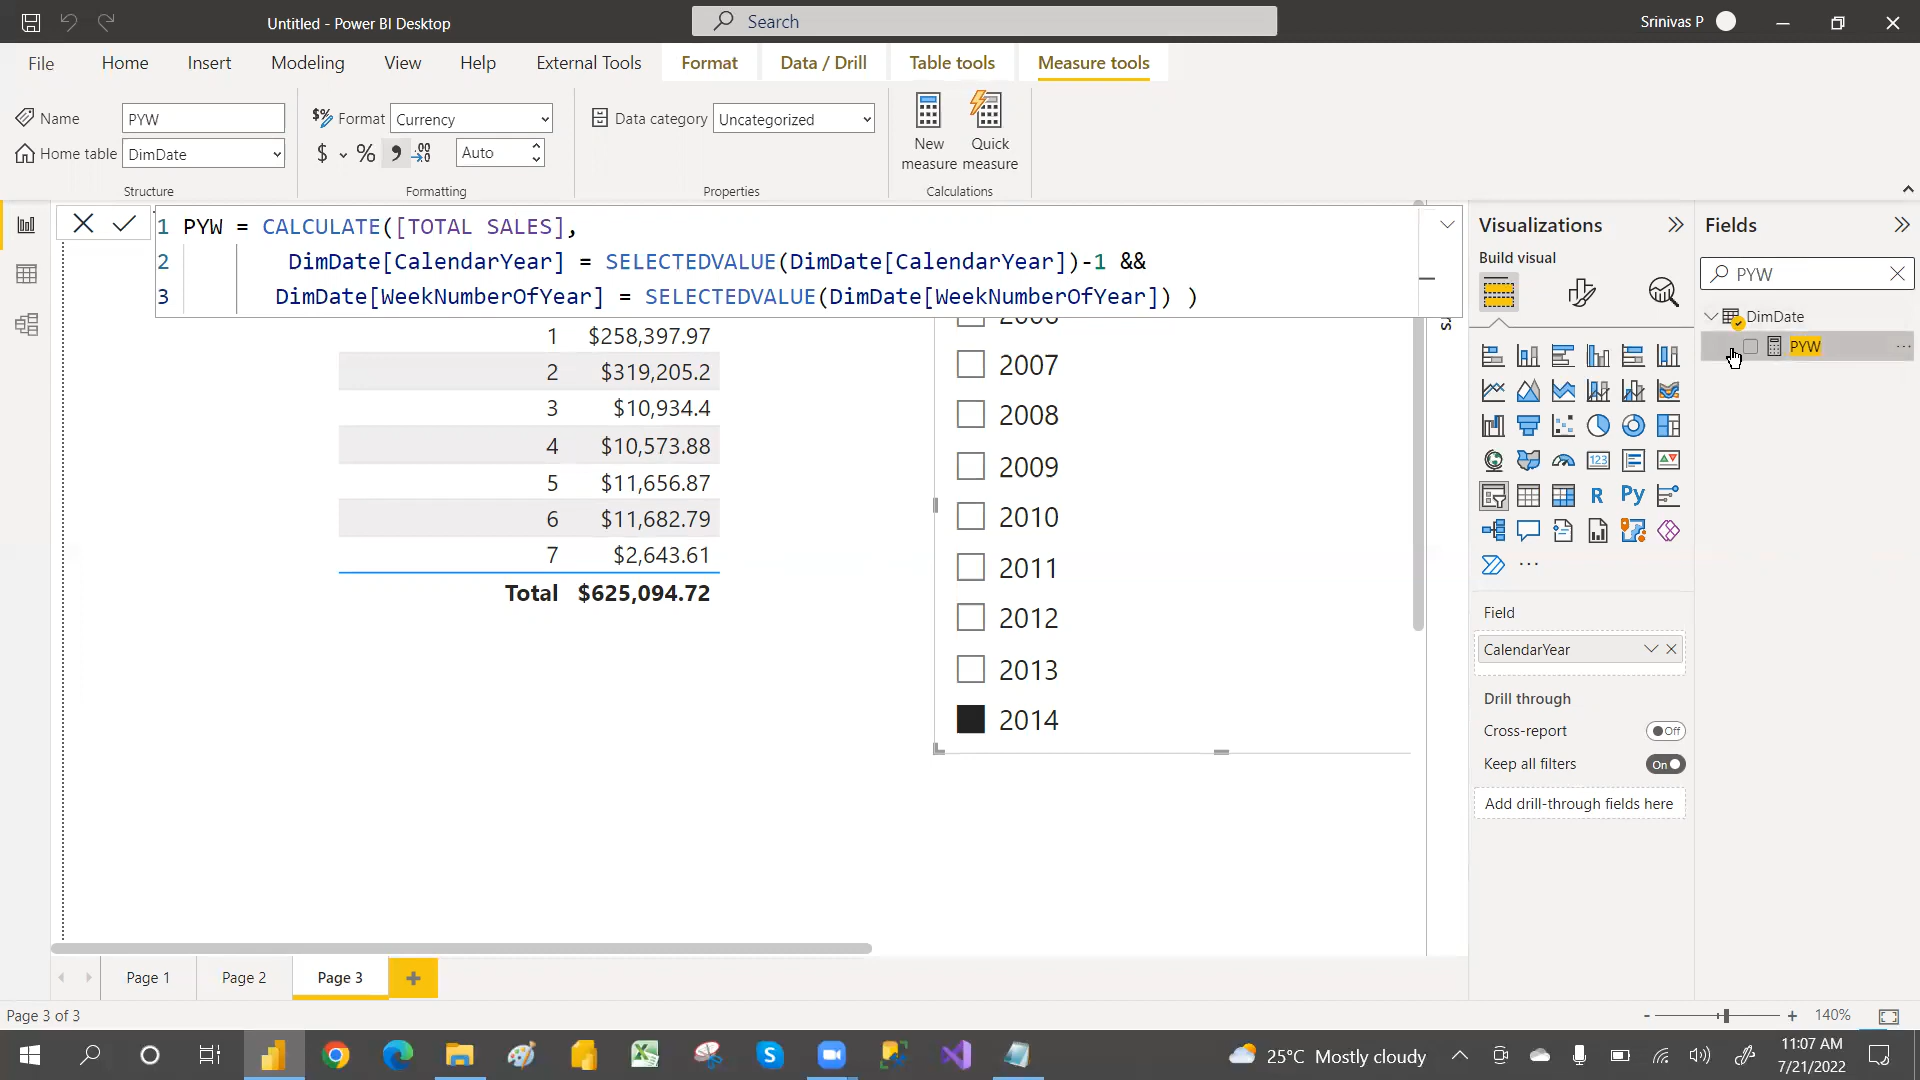 Untitled - Power BI Desktop
Search
Srinivas P
File Home Insert Modeling View Help External Tools Format Data / Drill Table tools Measure tools
Name PYW
Home table DimDate
Structure
$% Format Currency
$ % , .00 Auto
Formatting
Data category Uncategorized
Properties
New measure
Quick measure
Calculations
1 PYW = CALCULATE([TOTAL SALES],
2 DimDate[CalendarYear] = SELECTEDVALUE(DimDate[CalendarYear])-1 &&
3 DimDate[WeekNumberOfYear] = SELECTEDVALUE(DimDate[WeekNumberOfYear]) )
1 $258,397.97
2 $319,205.2
3 $10,934.4
4 $10,573.88
5 $11,656.87
6 $11,682.79
7 $2,643.61
Total $625,094.72
2007
2008
2009
2010
2011
2012
2013
2014
Visualizations
Build visual
123
R Py
Field
CalendarYear
Drill through
Cross-report Off
Keep all filters On
Add drill-through fields here
Fields
PYW
DimDate
PYW
Page 1 Page 2 Page 3
Page 3 of 3
- + 140%
25°C Mostly cloudy
11:07 AM
7/21/2022